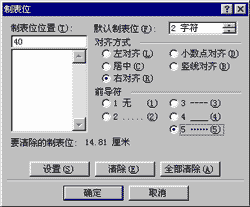 制表位
制表位位置(T):
默认制表位(F): 2 字符
40
对齐方式
左对齐(L) 小数点对齐(D)
居中(C) 竖线对齐(B)
右对齐(R)
前导符
1 无 (1) 3 ---- (3)
2 ..... (2) 4 ____ (4)
5 ······ (5)
要清除的制表位: 14.81 厘米
设置(S) 清除(E) 全部清除(A)
确定 取消